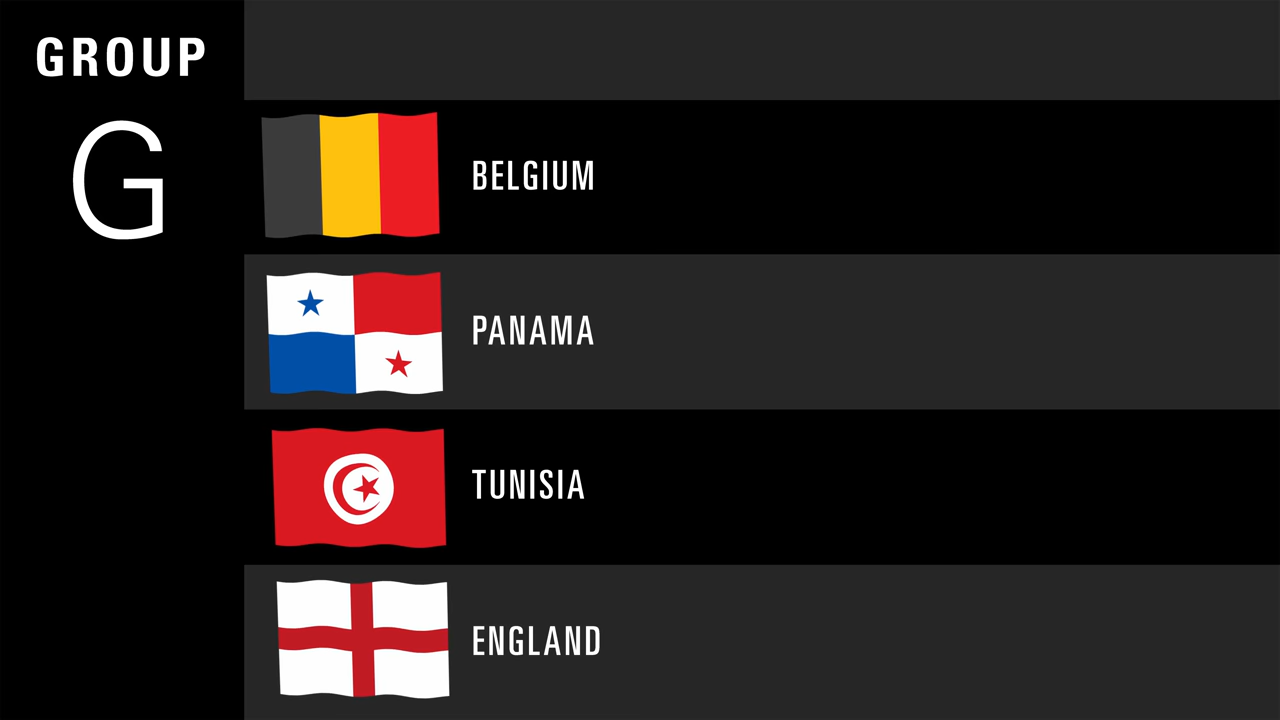 GROUP
G
BELGIUM
PANAMA
TUNISIA
ENGLAND